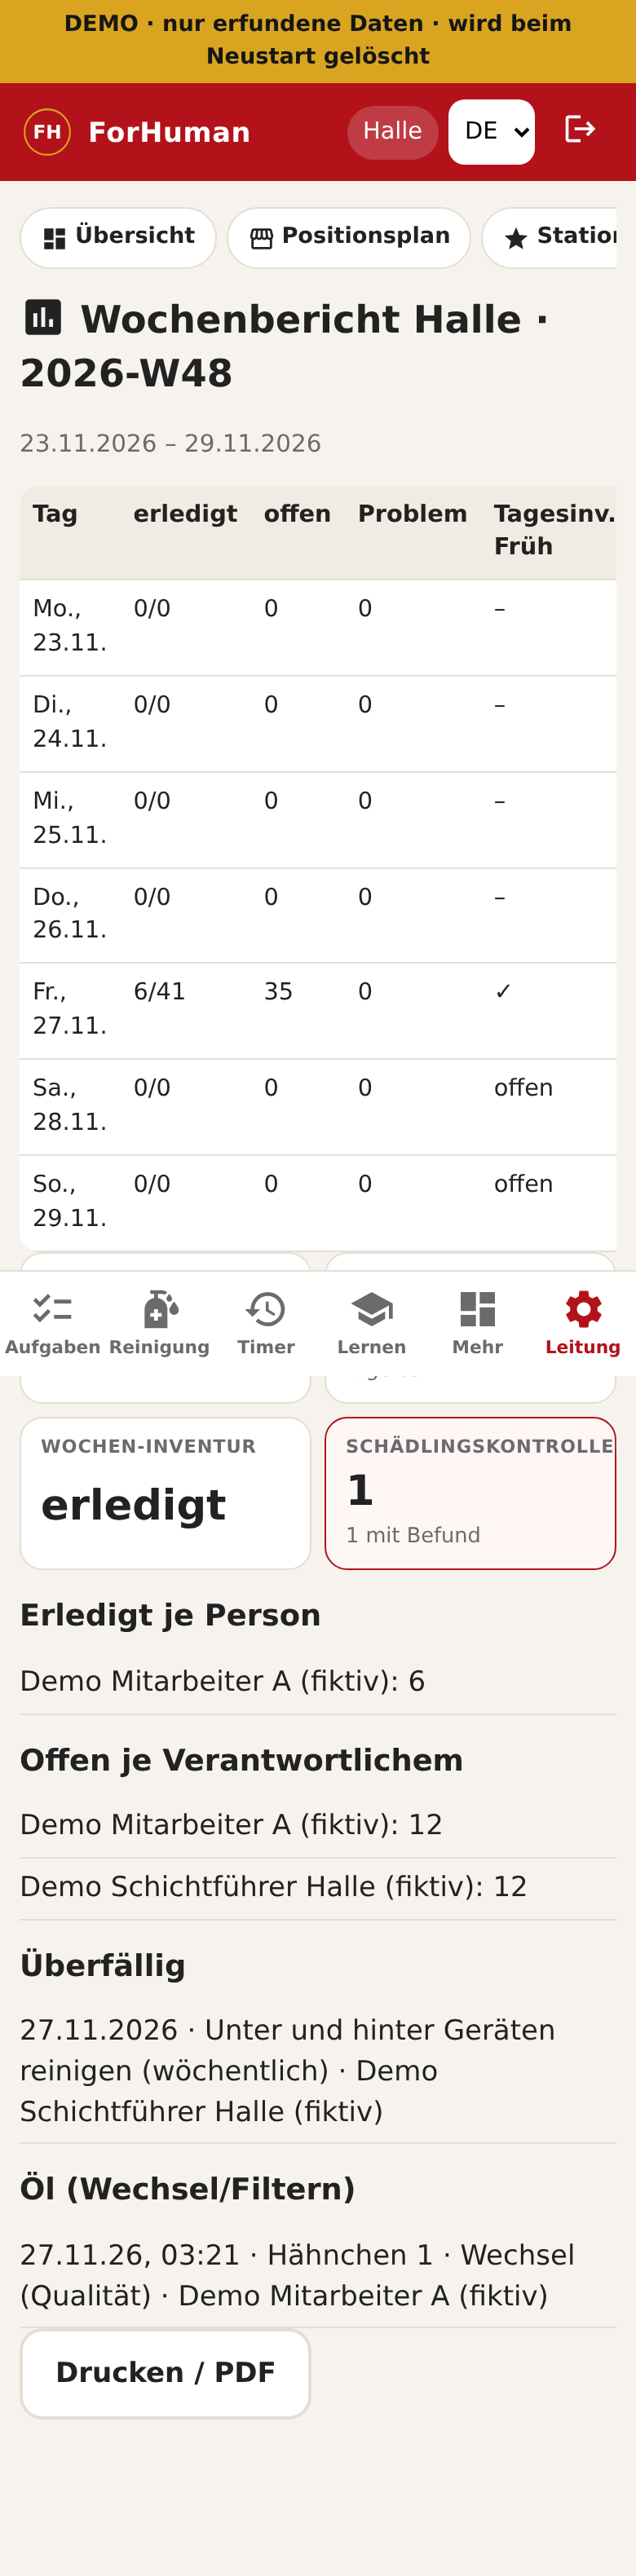 DEMO · nur erfundene Daten · wird beim
Neustart gelöscht
FH ForHuman Halle DE
Übersicht Positionsplan
Wochenbericht Halle ·
2026-W48
23.11.2026 – 29.11.2026
Tag erledigt offen Problem Tagesinv.
Früh
Mo., 0/0 0 0 –
23.11.
Di., 0/0 0 0 –
24.11.
Mi., 0/0 0 0 –
25.11.
Do., 0/0 0 0 –
26.11.
Fr., 6/41 35 0 ✓
27.11.
Sa., 0/0 0 0 offen
28.11.
So., 0/0 0 0 offen
29.11.
Aufgaben Reinigung Timer Lernen Mehr Leitung
WOCHEN-INVENTUR SCHÄDLINGSKONTROLLE
erledigt 1
1 mit Befund
Erledigt je Person
Demo Mitarbeiter A (fiktiv): 6
Offen je Verantwortlichem
Demo Mitarbeiter A (fiktiv): 12
Demo Schichtführer Halle (fiktiv): 12
Überfällig
27.11.2026 · Unter und hinter Geräten
reinigen (wöchentlich) · Demo
Schichtführer Halle (fiktiv)
Öl (Wechsel/Filtern)
27.11.26, 03:21 · Hähnchen 1 · Wechsel
(Qualität) · Demo Mitarbeiter A (fiktiv)
Drucken / PDF